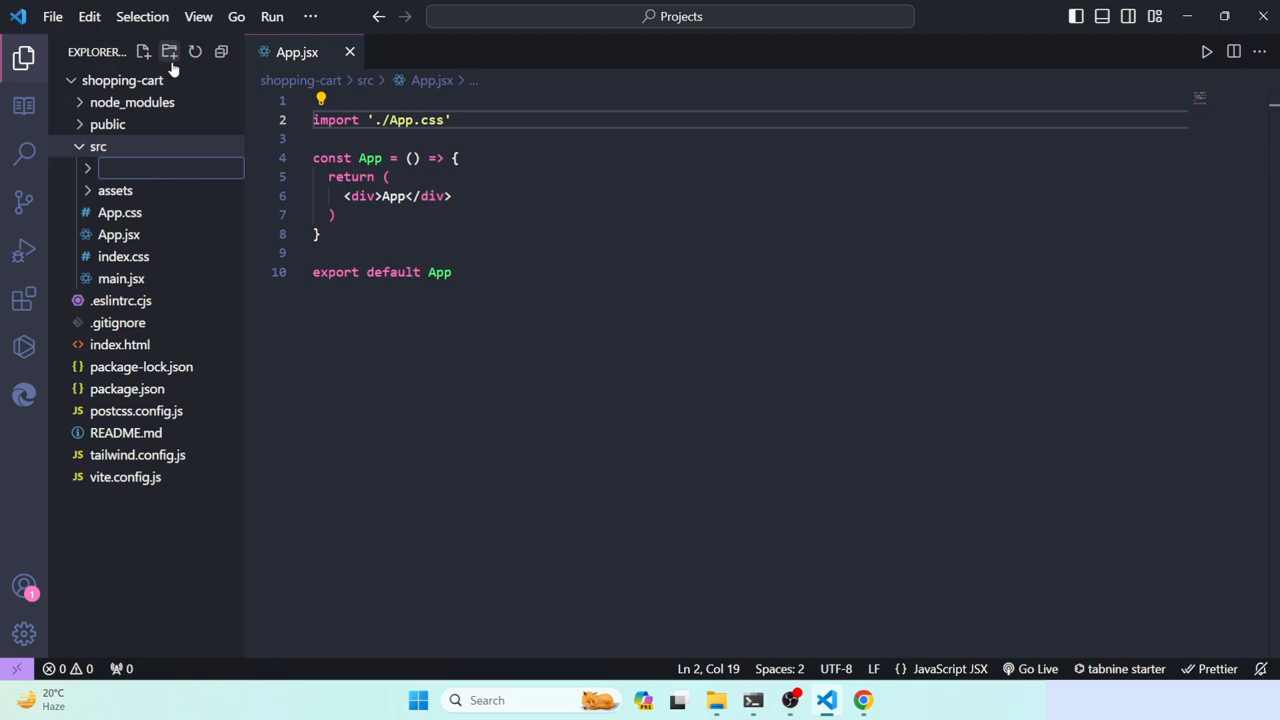 File Edit Selection View Go Run ···
Projects
EXPLORER...
App.jsx
shopping-cart
shopping-cart > src > App.jsx > ...
node_modules
public
src
assets
App.css
App.jsx
index.css
main.jsx
.eslintrc.cjs
.gitignore
index.html
package-lock.json
package.json
postcss.config.js
README.md
tailwind.config.js
vite.config.js
1
2 import './App.css'
3
4 const App = () => {
5 return (
6 <div>App</div>
7 )
8 }
9
10 export default App
1
0 0 0
Ln 2, Col 19 Spaces: 2 UTF-8 LF {} JavaScript JSX Go Live tabnine starter Prettier
20°C
Haze
Search
PRE